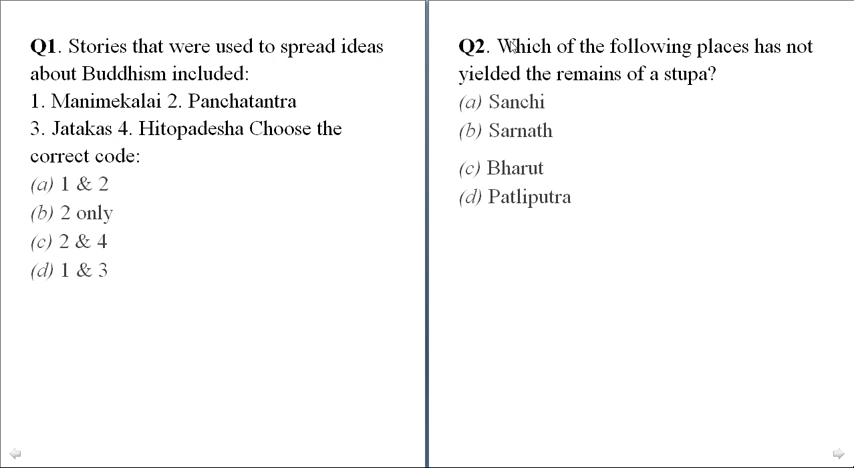 Q1. Stories that were used to spread ideas
about Buddhism included:
1. Manimekalai 2. Panchatantra
3. Jatakas 4. Hitopadesha Choose the
correct code:
(a) 1 & 2
(b) 2 only
(c) 2 & 4
(d) 1 & 3
Q2. Which of the following places has not
yielded the remains of a stupa?
(a) Sanchi
(b) Sarnath
(c) Bharut
(d) Patliputra